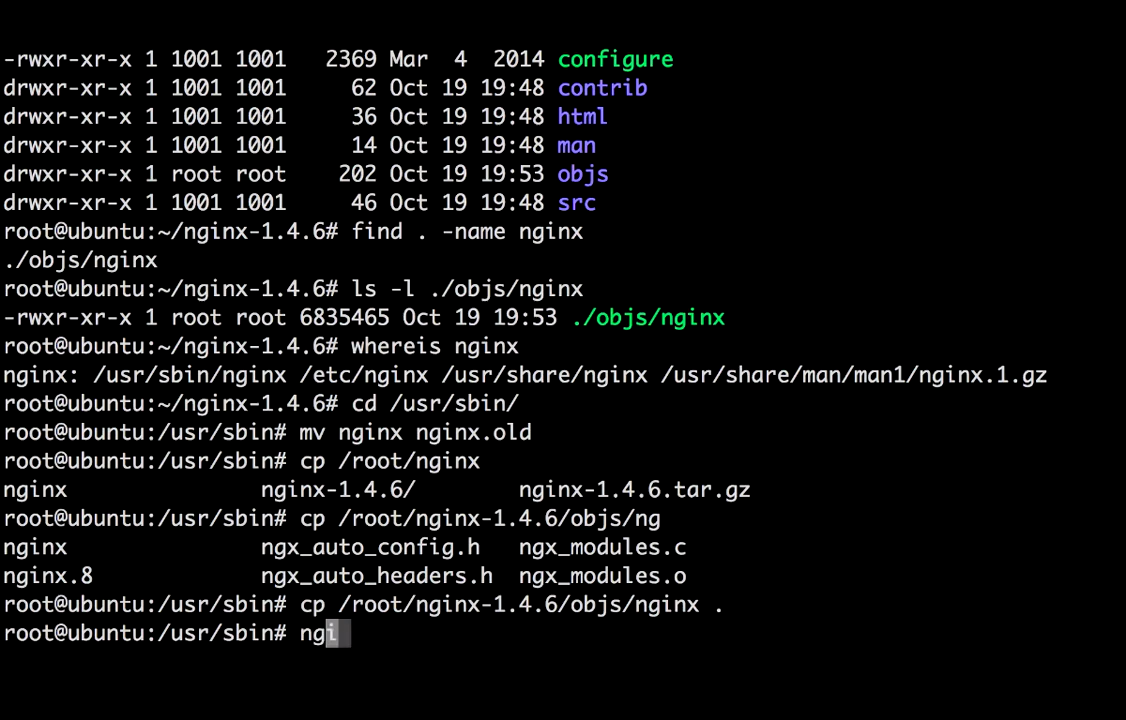 -rwxr-xr-x 1 1001 1001   2369 Mar  4  2014 configure
drwxr-xr-x 1 1001 1001     62 Oct 19 19:48 contrib
drwxr-xr-x 1 1001 1001     36 Oct 19 19:48 html
drwxr-xr-x 1 1001 1001     14 Oct 19 19:48 man
drwxr-xr-x 1 root root    202 Oct 19 19:53 objs
drwxr-xr-x 1 1001 1001     46 Oct 19 19:48 src
root@ubuntu:~/nginx-1.4.6# find . -name nginx
./objs/nginx
root@ubuntu:~/nginx-1.4.6# ls -l ./objs/nginx
-rwxr-xr-x 1 root root 6835465 Oct 19 19:53 ./objs/nginx
root@ubuntu:~/nginx-1.4.6# whereis nginx
nginx: /usr/sbin/nginx /etc/nginx /usr/share/nginx /usr/share/man/man1/nginx.1.gz
root@ubuntu:~/nginx-1.4.6# cd /usr/sbin/
root@ubuntu:/usr/sbin# mv nginx nginx.old
root@ubuntu:/usr/sbin# cp /root/nginx
nginx               nginx-1.4.6/        nginx-1.4.6.tar.gz
root@ubuntu:/usr/sbin# cp /root/nginx-1.4.6/objs/ng
nginx               ngx_auto_config.h   ngx_modules.c
nginx.8             ngx_auto_headers.h  ngx_modules.o
root@ubuntu:/usr/sbin# cp /root/nginx-1.4.6/objs/nginx .
root@ubuntu:/usr/sbin# ngi